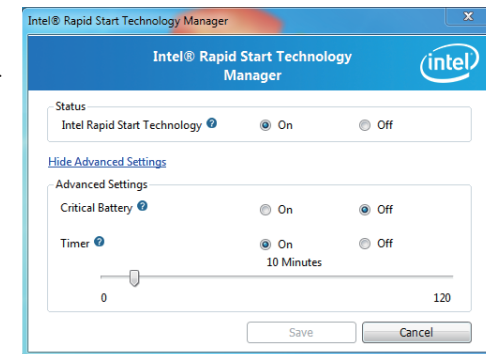 Intel® Rapid Start Technology Manager
x
Intel® Rapid Start Technology
Manager
(intel)
Status
Intel Rapid Start Technology ? On Off
Hide Advanced Settings
Advanced Settings
Critical Battery ? On Off
Timer ? On Off
10 Minutes
0 120
Save Cancel